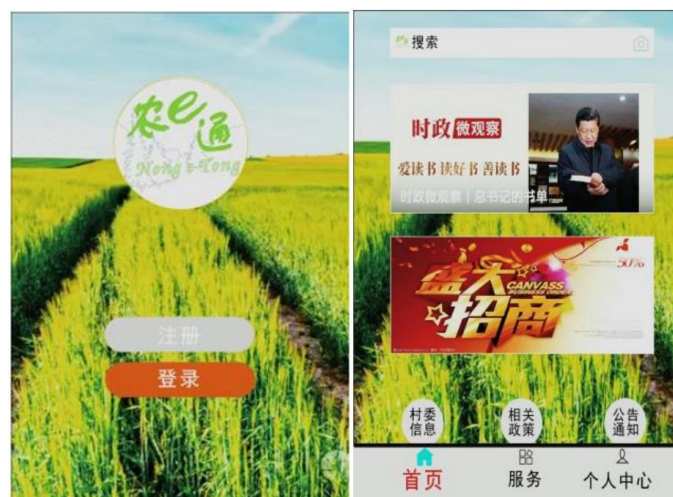 农e通
Nong e Tong
注册
登录
搜索
时政微观察
爱读书 读好书 善读书
时政微观察丨总书记的书单
50%
盛大
CANVASS
BUSINESS ORDER
招商
村委
信息
相关
政策
公告
通知
首页
服务
个人中心